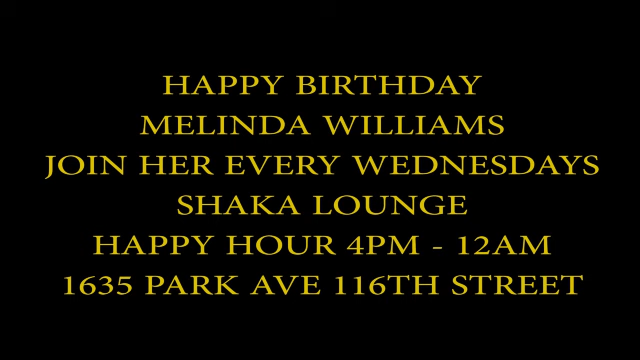 HAPPY BIRTHDAY
MELINDA WILLIAMS
JOIN HER EVERY WEDNESDAYS
SHAKA LOUNGE
HAPPY HOUR 4PM - 12AM
1635 PARK AVE 116TH STREET